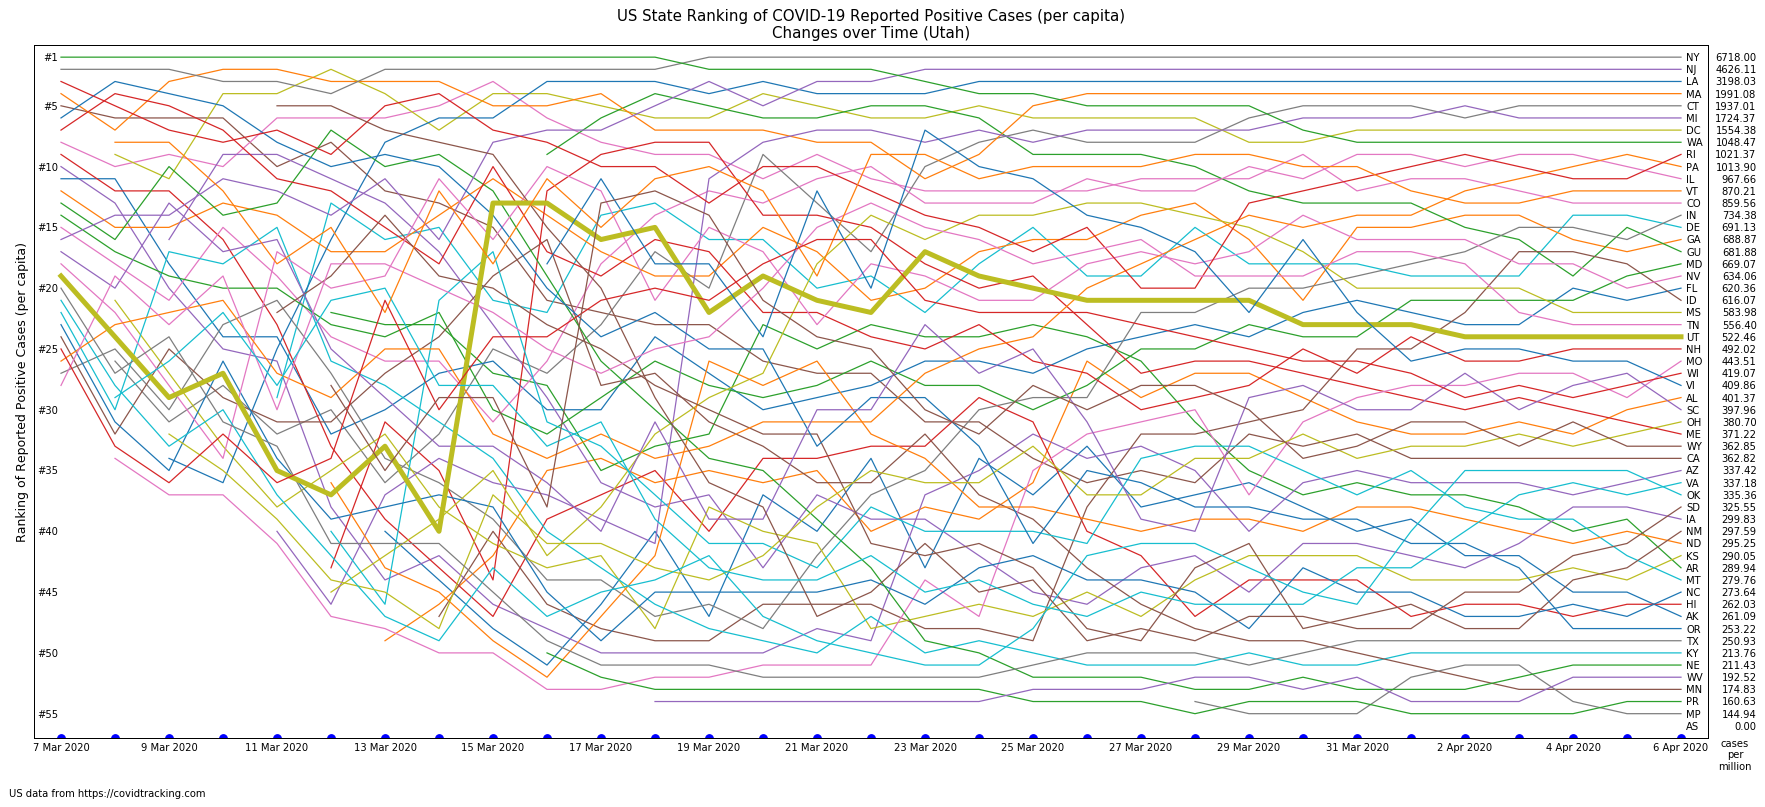 US State Ranking of COVID-19 Reported Positive Cases (per capita)
Changes over Time (Utah)
Ranking of Reported Positive Cases (per capita)
#1
#5
#10
#15
#20
#25
#30
#35
#40
#45
#50
#55
NY 6718.00
NJ 4626.11
LA 3198.03
MA 1991.08
CT 1937.01
MI 1724.37
DC 1554.38
WA 1048.47
RI 1021.37
PA 1013.90
IL 967.66
VT 870.21
CO 859.56
IN 734.38
DE 691.13
GA 688.87
GU 681.88
MD 669.07
NV 634.06
FL 620.36
ID 616.07
MS 583.98
TN 556.40
UT 522.46
NH 492.02
MO 443.51
WI 419.07
VI 409.86
AL 401.37
SC 397.96
OH 380.70
ME 371.22
WY 362.85
CA 362.82
AZ 337.42
VA 337.18
OK 335.36
SD 325.55
IA 299.83
NM 297.59
ND 295.25
KS 290.05
AR 289.94
MT 279.76
NC 273.64
HI 262.03
AK 261.09
OR 253.22
TX 250.93
KY 213.76
NE 211.43
WV 192.52
MN 174.83
PR 160.63
MP 144.94
AS 0.00
7 Mar 2020 9 Mar 2020 11 Mar 2020 13 Mar 2020 15 Mar 2020 17 Mar 2020 19 Mar 2020 21 Mar 2020 23 Mar 2020 25 Mar 2020 27 Mar 2020 29 Mar 2020 31 Mar 2020 2 Apr 2020 4 Apr 2020 6 Apr 2020
cases
per
million
US data from https://covidtracking.com